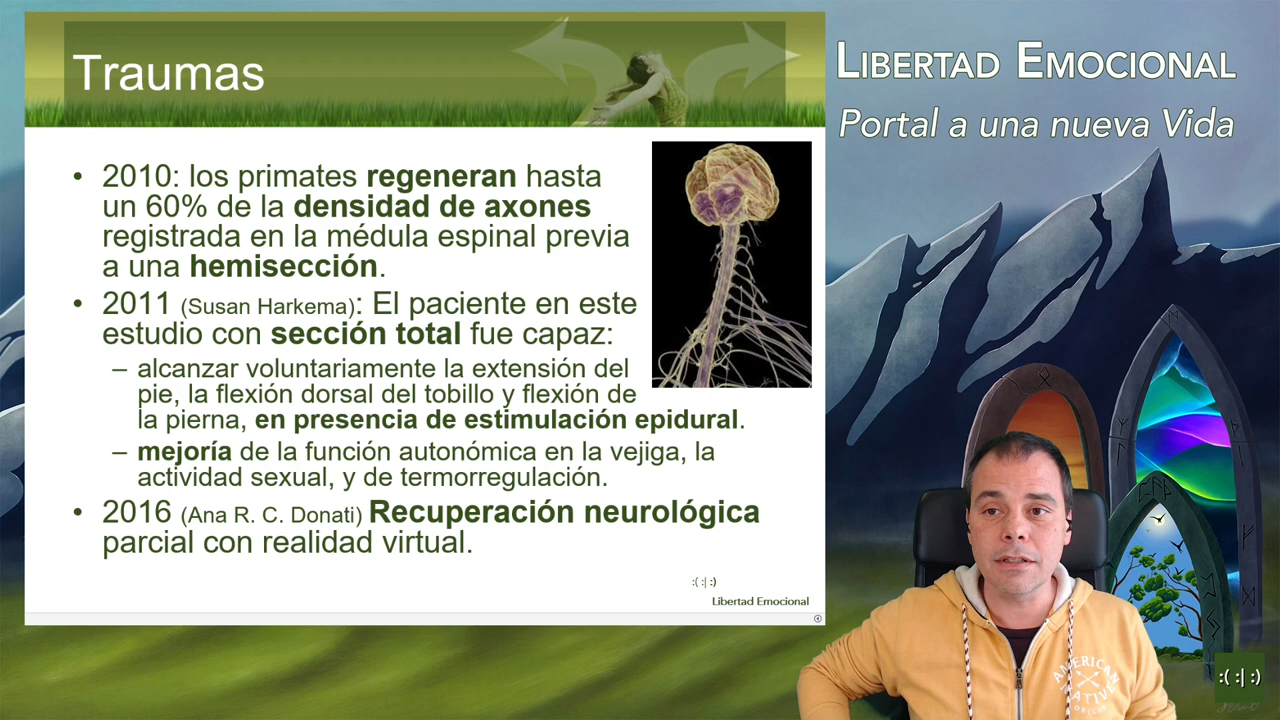 Traumas
• 2010: los primates regeneran hasta
un 60% de la densidad de axones
registrada en la médula espinal previa
a una hemisección.
• 2011 (Susan Harkema): El paciente en este
estudio con sección total fue capaz:
– alcanzar voluntariamente la extensión del
pie, la flexión dorsal del tobillo y flexión de
la pierna, en presencia de estimulación epidural.
– mejoría de la función autonómica en la vejiga, la
actividad sexual, y de termorregulación.
• 2016 (Ana R. C. Donati) Recuperación neurológica
parcial con realidad virtual.
:( :| :)
Libertad Emocional
LIBERTAD EMOCIONAL
Portal a una nueva Vida
AMERICAN
NATIVE
:( :| :)